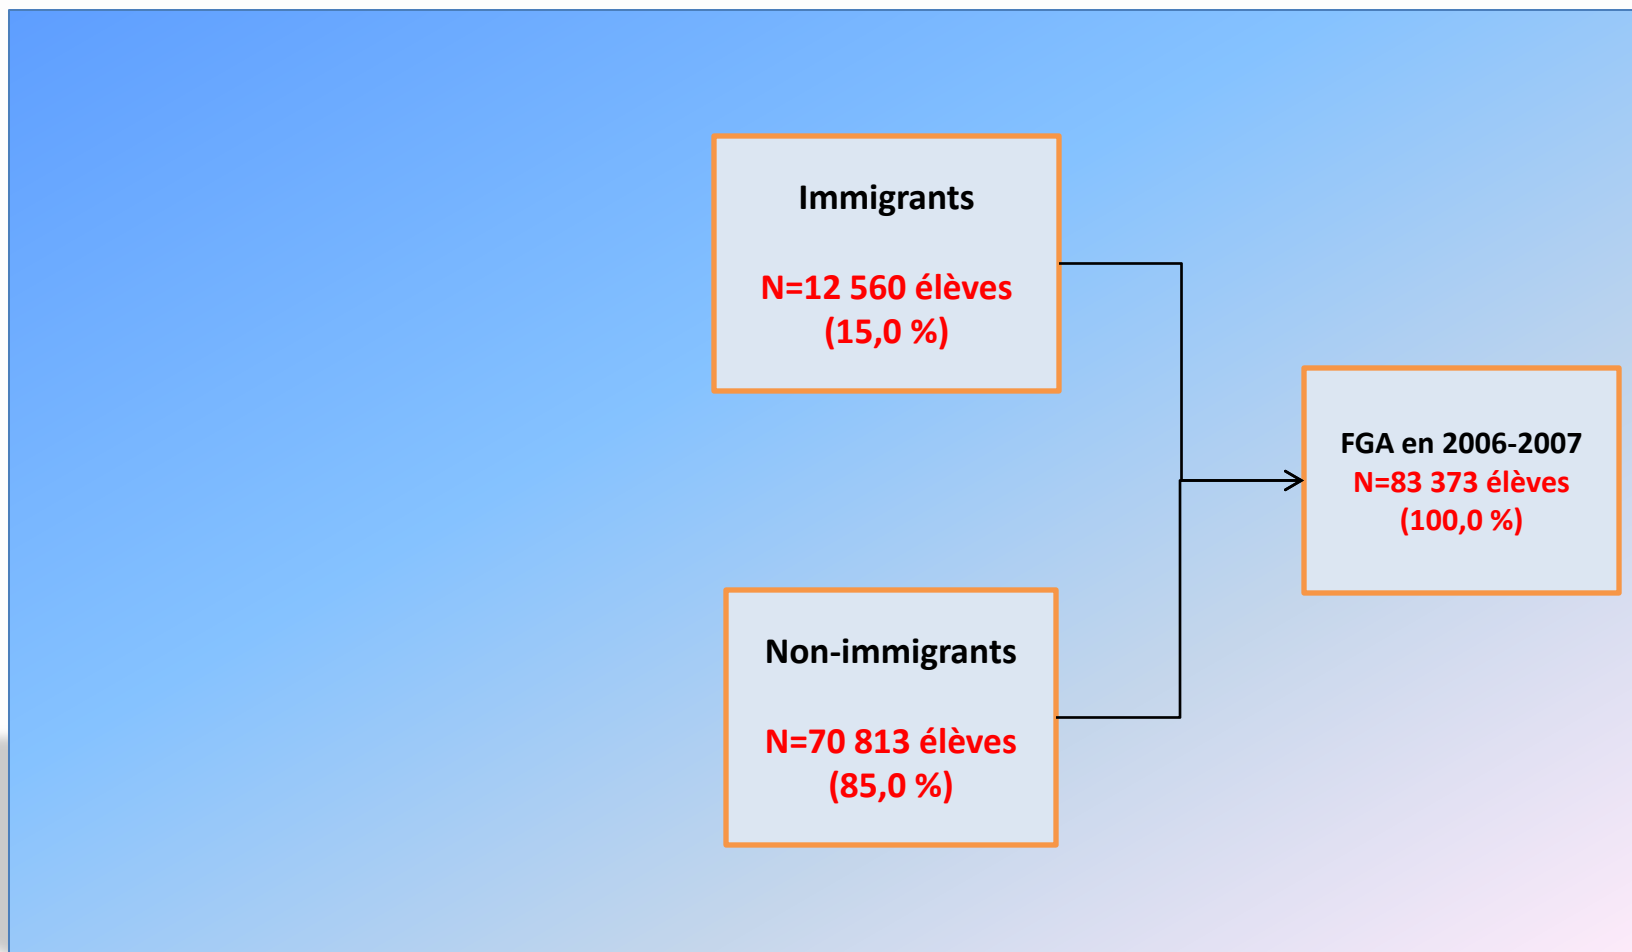 Immigrants
N=12 560 élèves
(15,0 %)
FGA en 2006-2007
N=83 373 élèves
(100,0 %)
Non-immigrants
N=70 813 élèves
(85,0 %)